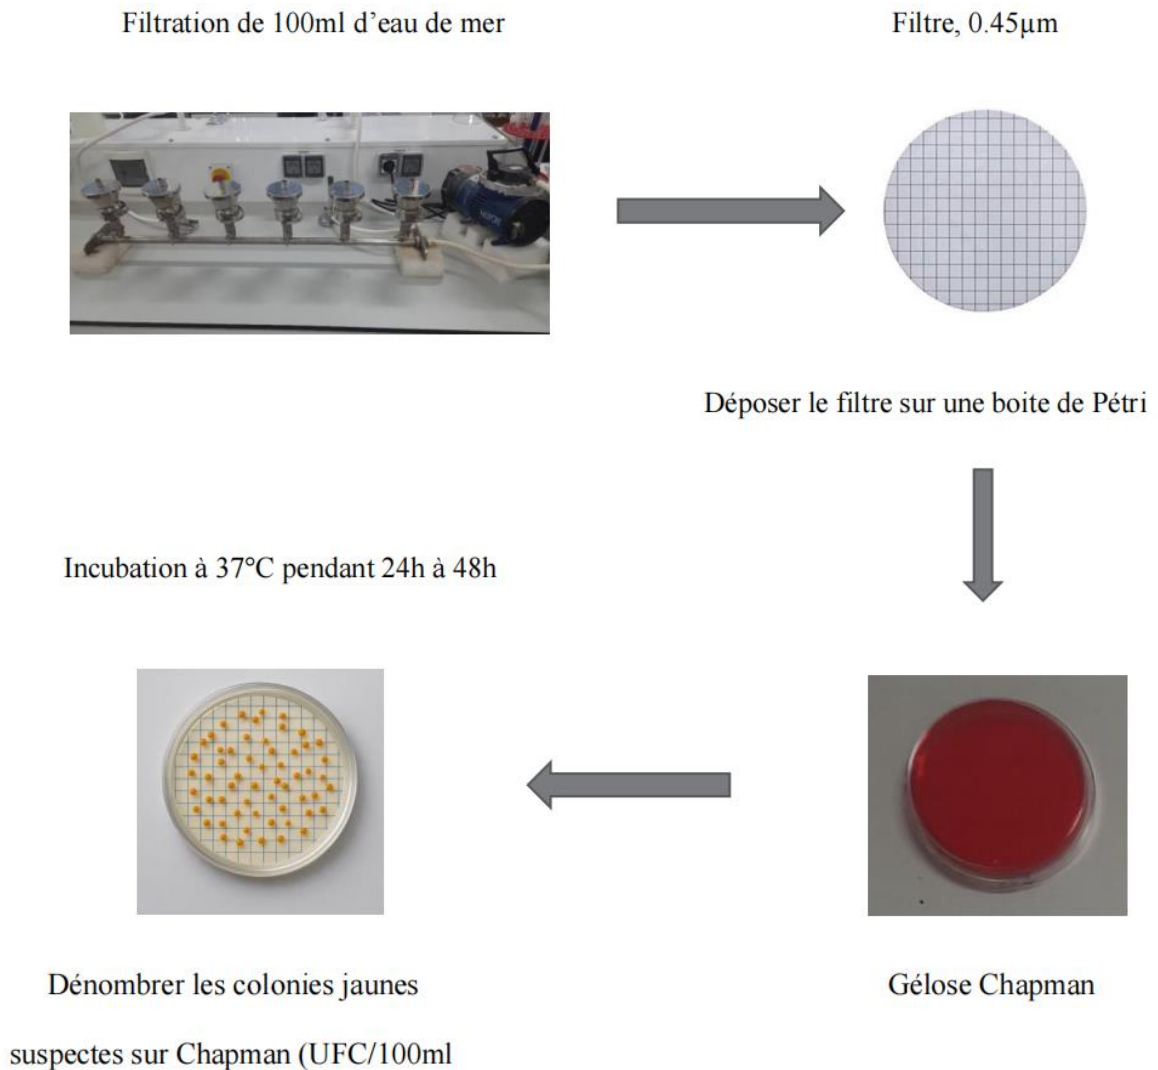 Filtration de 100ml d’eau de mer
Filtre, 0.45µm
Déposer le filtre sur une boite de Pétri
Incubation à 37°C pendant 24h à 48h
Gélose Chapman
Dénombrer les colonies jaunes
suspectes sur Chapman (UFC/100ml